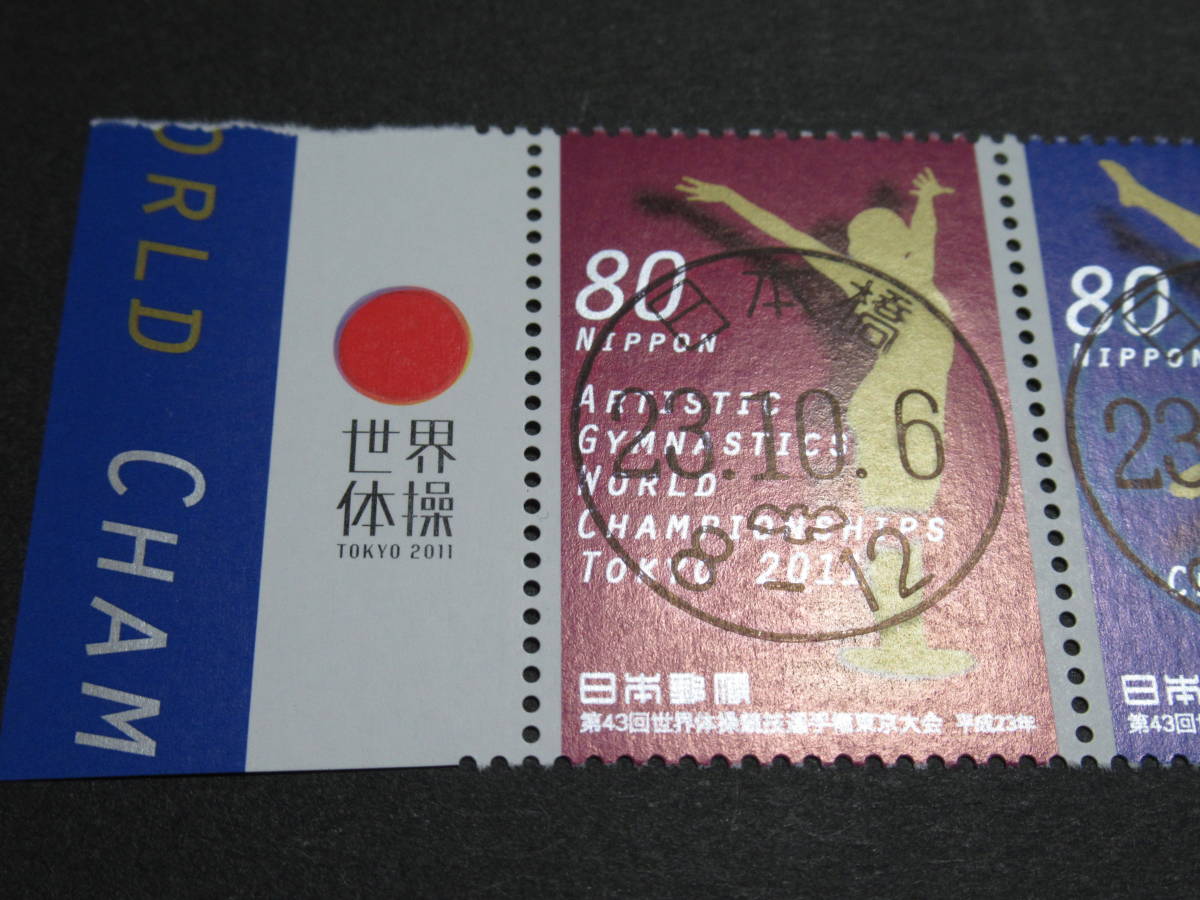 ORLD CHAM
世界
体操
TOKYO 2011
80
NIPPON
ARTISTIC
GYMNASTICS
WORLD
CHAMPIONSHIPS
TOKYO 2011
日本郵便
第43回世界体操競技選手権東京大会 平成23年
日本橋
23.10.6
8-12
80
NIPPON
日
23
日本
第43回